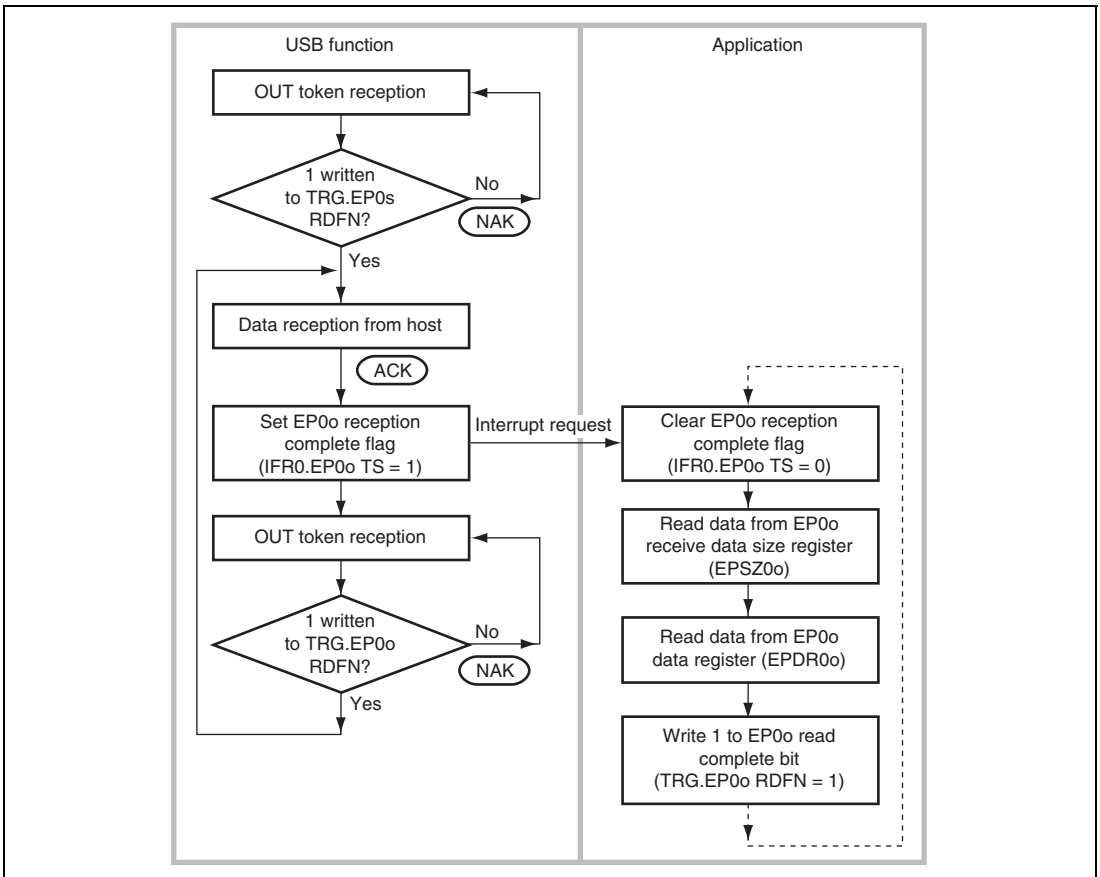 USB function
Application
OUT token reception
1 written
to TRG.EP0s
RDFN?
No
NAK
Yes
Data reception from host
ACK
Set EP0o reception
complete flag
(IFR0.EP0o TS = 1)
Interrupt request
Clear EP0o reception
complete flag
(IFR0.EP0o TS = 0)
OUT token reception
Read data from EP0o
receive data size register
(EPSZ0o)
1 written
to TRG.EP0o
RDFN?
No
NAK
Yes
Read data from EP0o
data register (EPDR0o)
Write 1 to EP0o read
complete bit
(TRG.EP0o RDFN = 1)